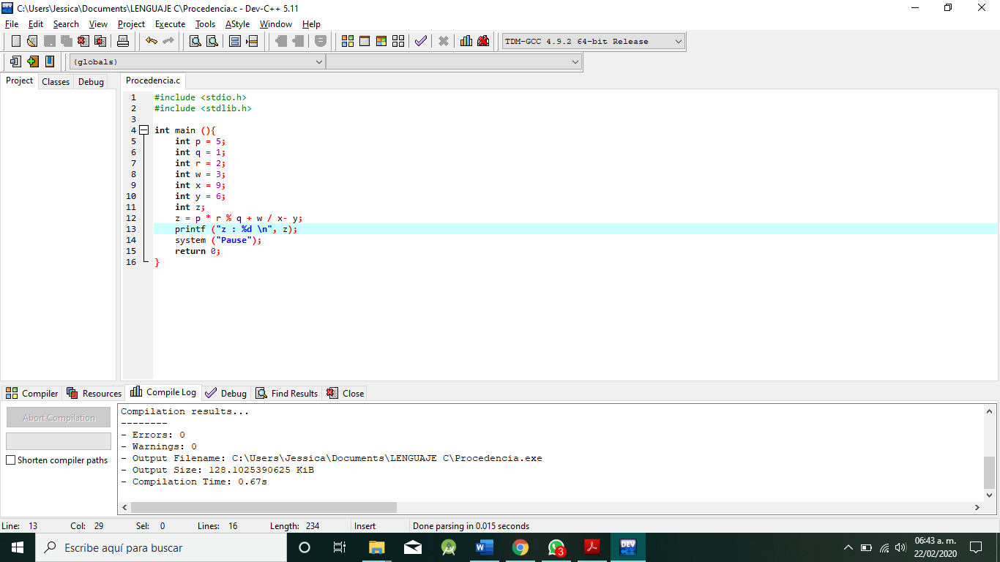 C:\Users\Jessica\Documents\LENGUAJE C\Procedencia.c - Dev-C++ 5.11
File Edit Search View Project Execute Tools AStyle Window Help
TDM-GCC 4.9.2 64-bit Release
(globals)
Project Classes Debug Procedencia.c
1 #include <stdio.h>
2 #include <stdlib.h>
3
4 int main (){
5 int p = 5;
6 int q = 1;
7 int r = 2;
8 int w = 3;
9 int x = 9;
10 int y = 6;
11 int z;
12 z = p * r % q + w / x- y;
13 printf ("z : %d \n", z);
14 system ("Pause");
15 return 0;
16 }
Compiler Resources Compile Log Debug Find Results Close
Abort Compilation
Shorten compiler paths
Compilation results...
--------
- Errors: 0
- Warnings: 0
- Output Filename: C:\Users\Jessica\Documents\LENGUAJE C\Procedencia.exe
- Output Size: 128.1025390625 KiB
- Compilation Time: 0.67s
Line: 13 Col: 29 Sel: 0 Lines: 16 Length: 234 Insert Done parsing in 0.015 seconds
Escribe aquí para buscar
3
DEV
06:43 a. m.
22/02/2020